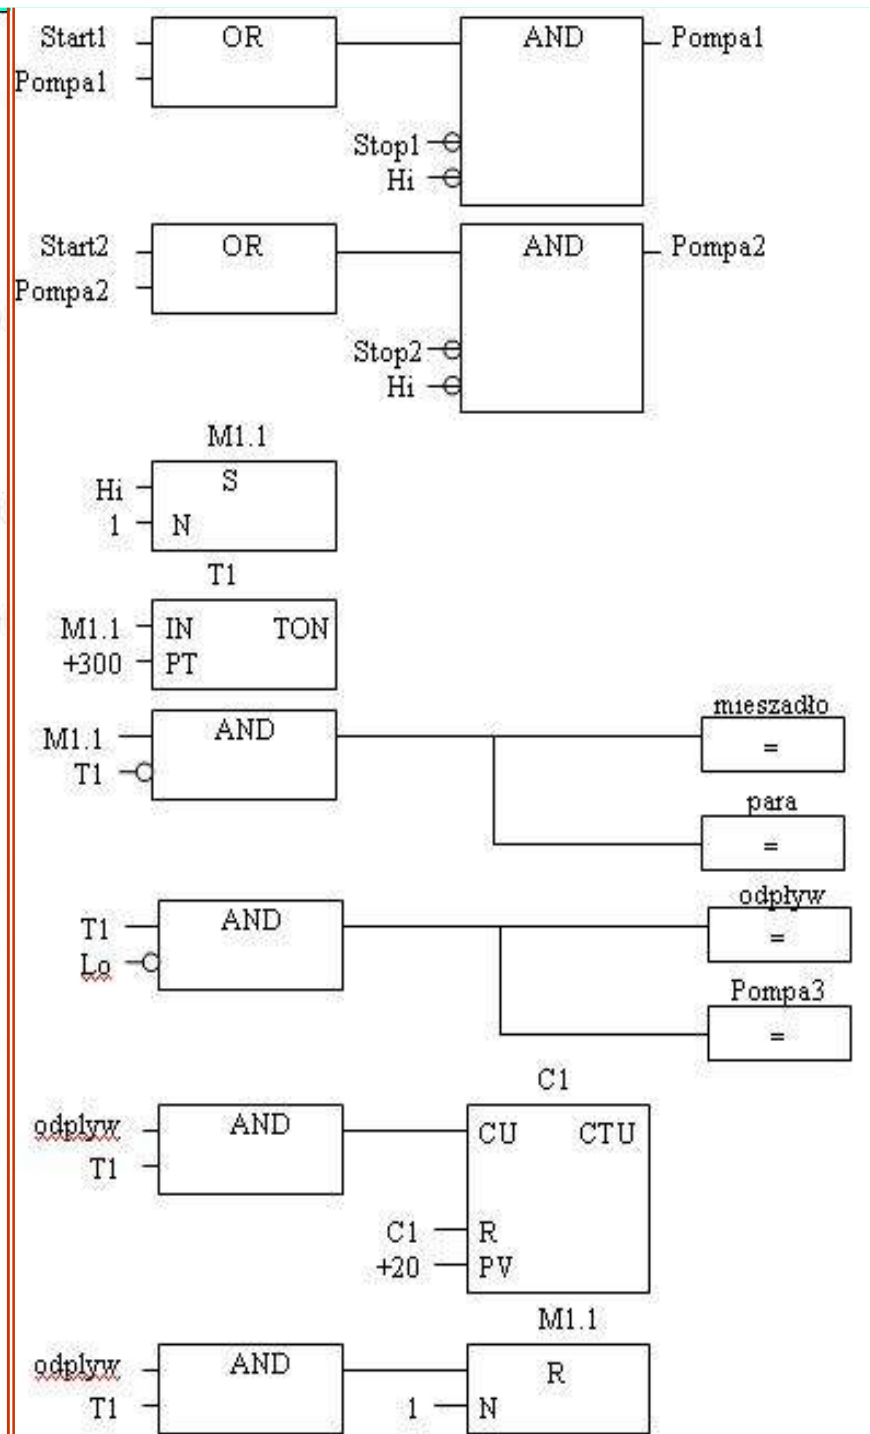 Start1 OR AND Pompa1
Pompa1
Stop1
Hi
Start2 OR AND Pompa2
Pompa2
Stop2
Hi
M1.1
Hi S
1 N
T1
M1.1 IN TON
+300 PT
mieszadło
M1.1 AND =
T1
para
=
odpływ
T1 AND =
Lo
Pompa3
=
C1
odplyw AND CU CTU
T1
C1 R
+20 PV
M1.1
odplyw AND R
T1 1 N